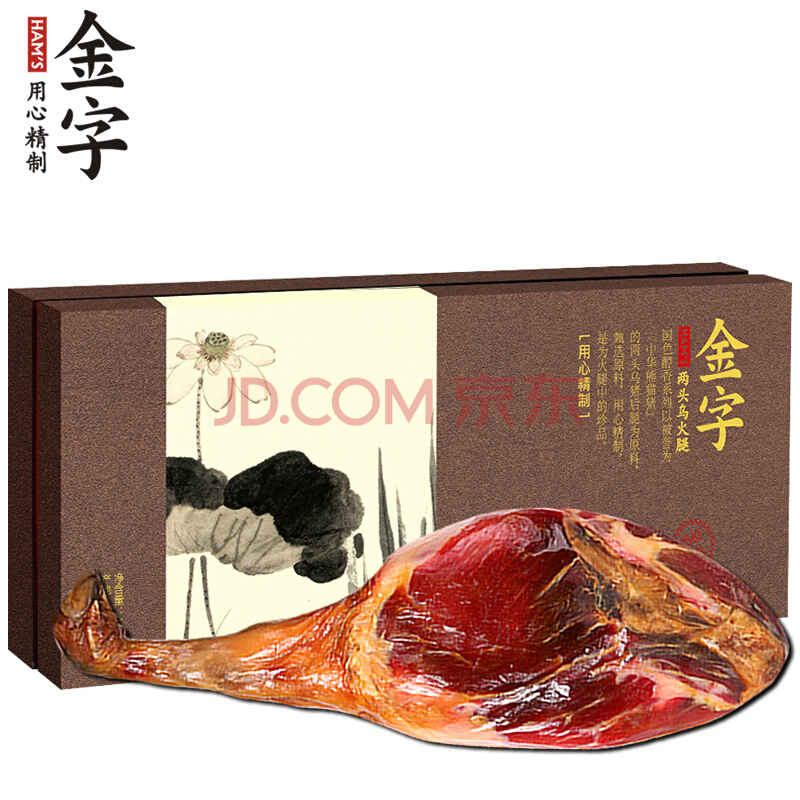 金字
HAM'S
用心精制
JD.COM 京东
金字
两头乌火腿
国色醇香系列以被誉为
“中华熊猫猪”
的两头乌猪后腿为原料，
甄选原料，用心精制，
是为火腿中的珍品。
[用心精制]
净含量：